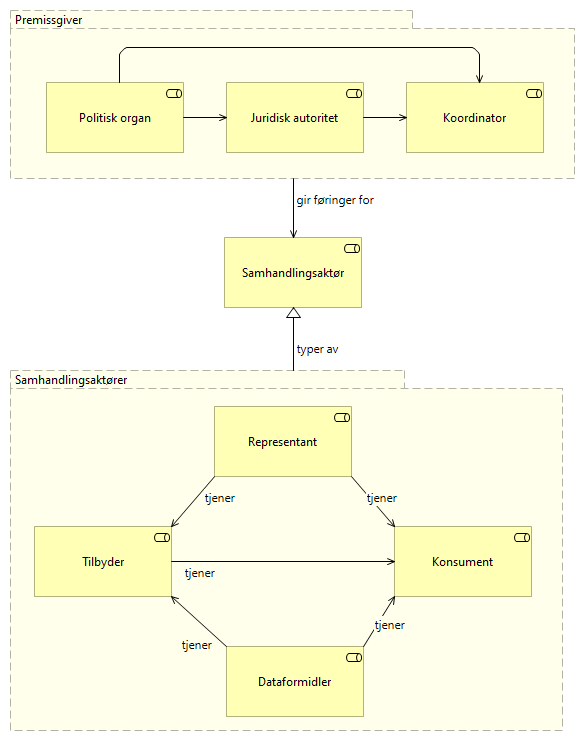 Premissgiver
Politisk organ
Juridisk autoritet
Koordinator
gir føringer for
Samhandlingsaktør
typer av
Samhandlingsaktører
Representant
tjener
tjener
Tilbyder
Konsument
tjener
tjener
tjener
Dataformidler